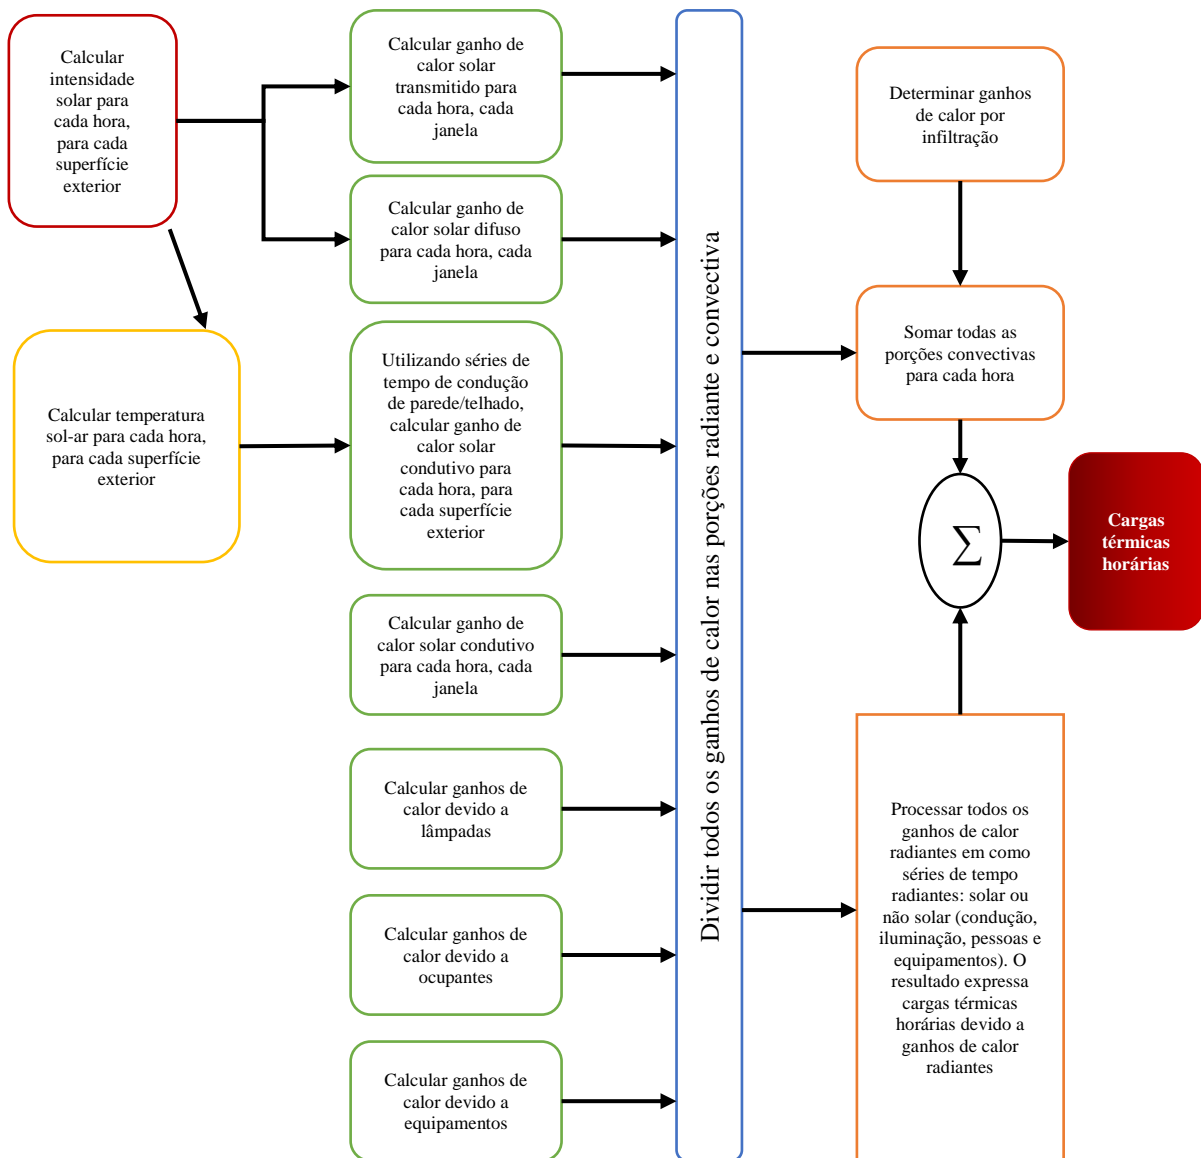 Calcular
intensidade
solar para
cada hora,
para cada
superfície
exterior
Calcular temperatura
sol-ar para cada hora,
para cada superfície
exterior
Calcular ganho de
calor solar
transmitido para
cada hora, cada
janela
Calcular ganho de
calor solar difuso
para cada hora, cada
janela
Utilizando séries de
tempo de condução
de parede/telhado,
calcular ganho de
calor solar
condutivo para
cada hora, para
cada superfície
exterior
Calcular ganho de
calor solar condutivo
para cada hora, cada
janela
Calcular ganhos de
calor devido a
lâmpadas
Calcular ganhos de
calor devido a
ocupantes
Calcular ganhos de
calor devido a
equipamentos
Dividir todos os ganhos de calor nas porções radiante e convectiva
Determinar ganhos
de calor por
infiltração
Somar todas as
porções convectivas
para cada hora
∑
Cargas
térmicas
horárias
Processar todos os
ganhos de calor
radiantes em como
séries de tempo
radiantes: solar ou
não solar (condução,
iluminação, pessoas e
equipamentos). O
resultado expressa
cargas térmicas
horárias devido a
ganhos de calor
radiantes